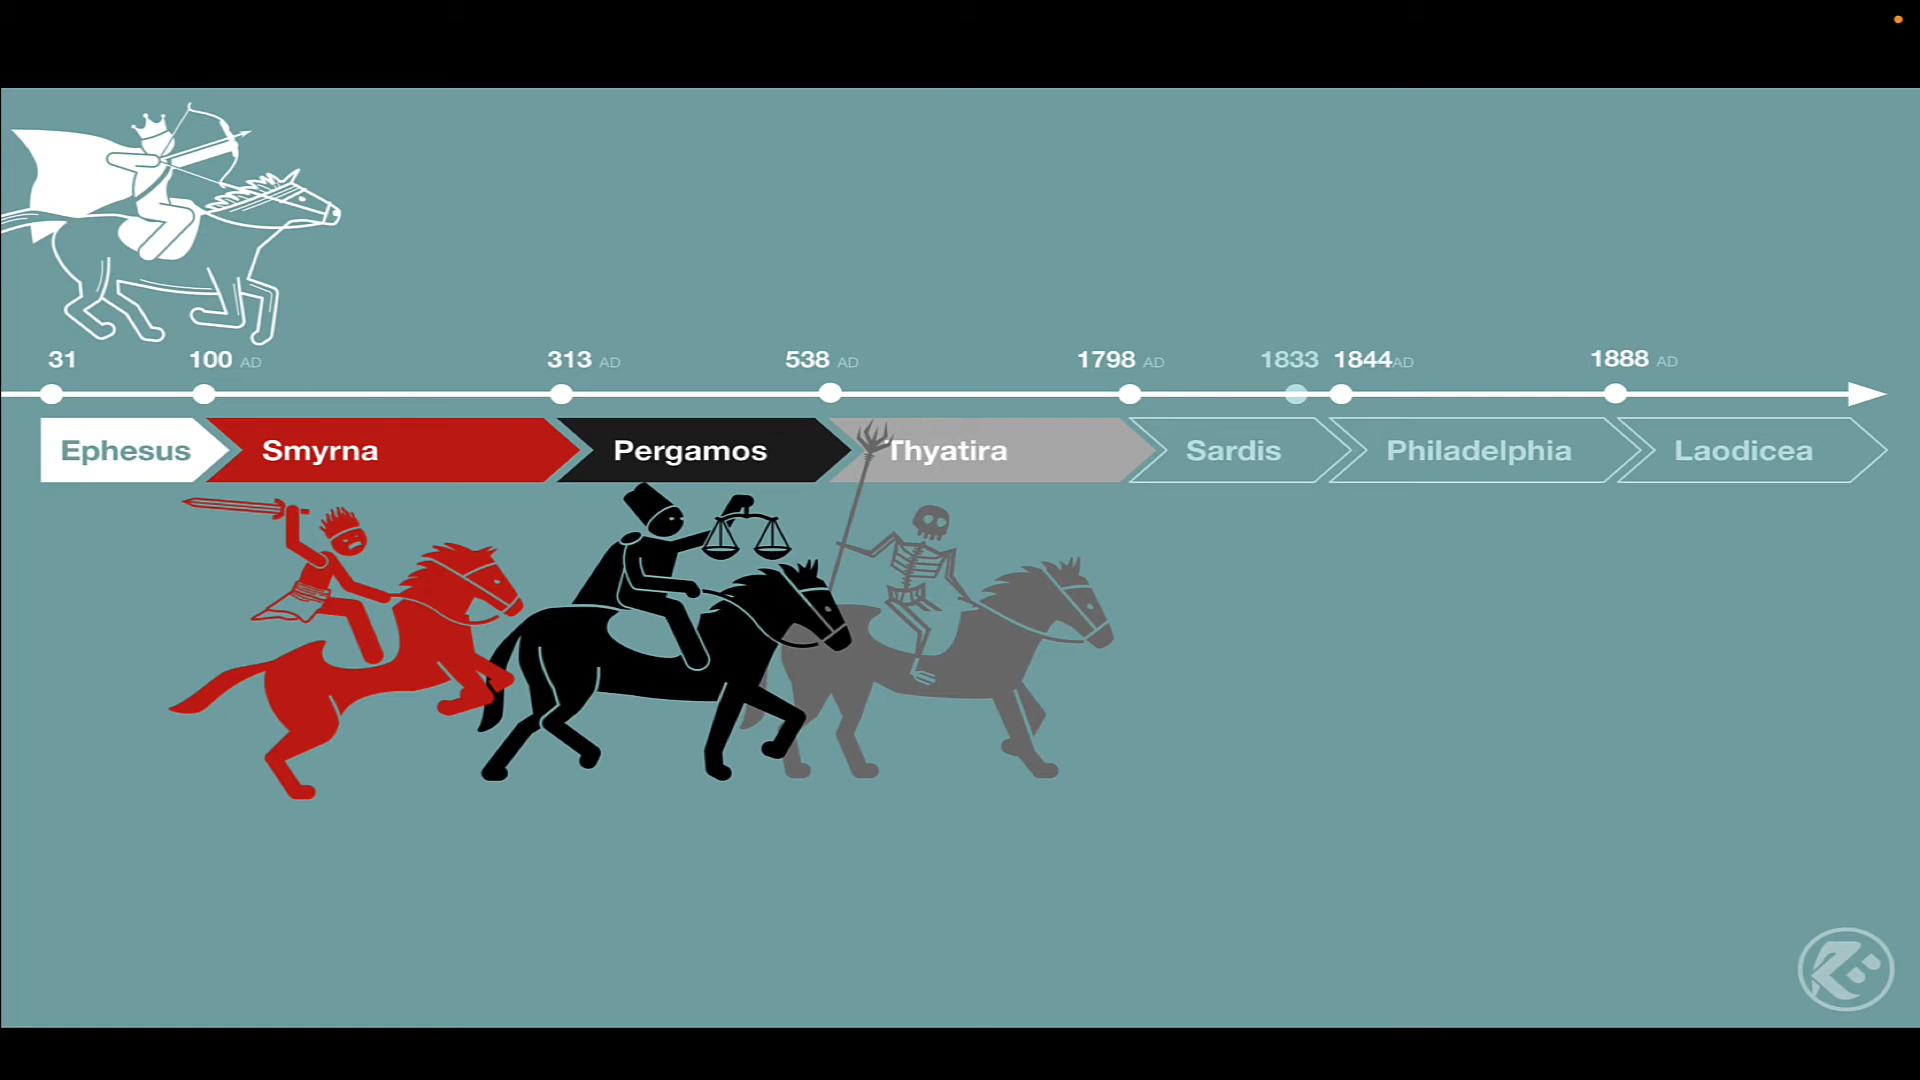 31 100 AD 313 AD 538 AD 1798 AD 1833 1844AD 1888 AD
Ephesus Smyrna Pergamos Thyatira Sardis Philadelphia Laodicea